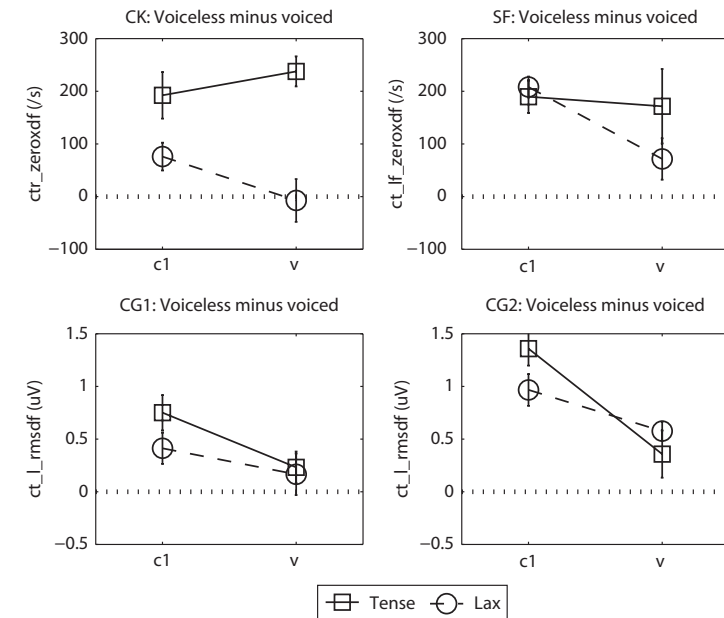 CK: Voiceless minus voiced
ctr_zeroxdf (/s)
300
200
100
0
−100
c1 v
SF: Voiceless minus voiced
ct_lf_zeroxdf (/s)
300
200
100
0
−100
c1 v
CG1: Voiceless minus voiced
ct_l_rmsdf (uV)
1.5
1
0.5
0
−0.5
c1 v
CG2: Voiceless minus voiced
ct_l_rmsdf (uV)
1.5
1
0.5
0
−0.5
c1 v
Tense Lax